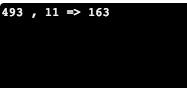 493 , 11 => 163